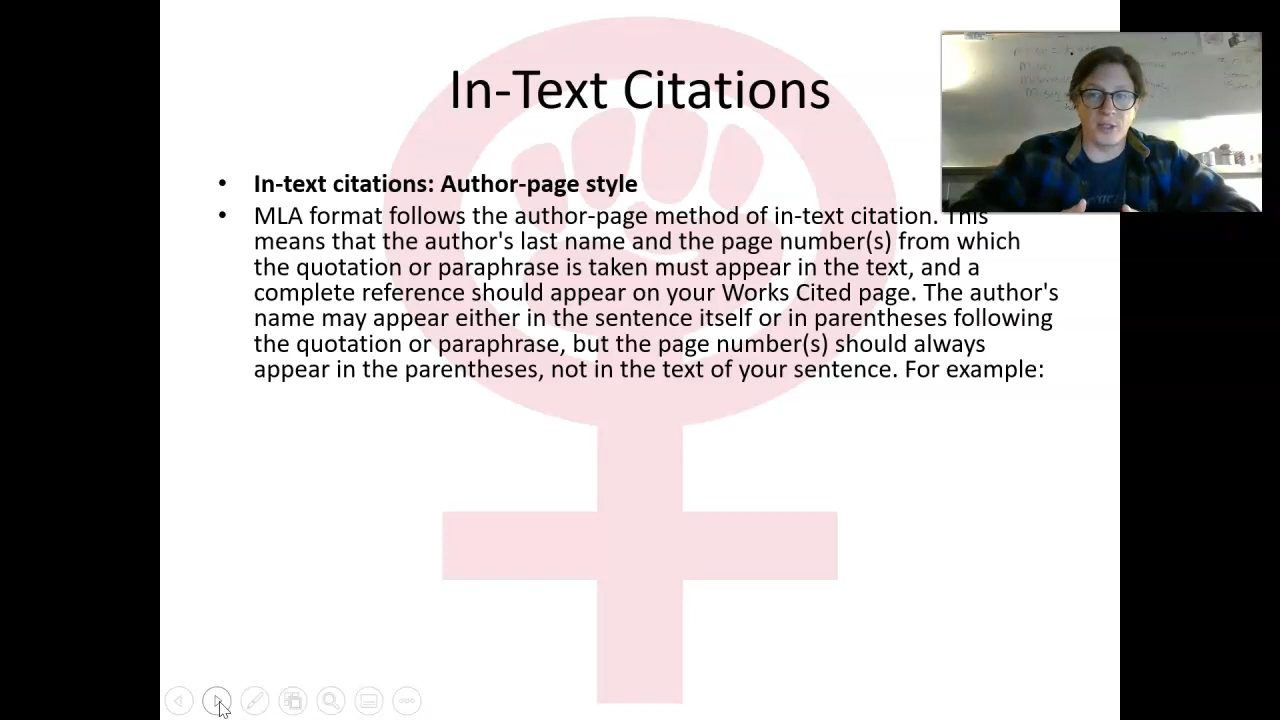 In-Text Citations
• In-text citations: Author-page style
• MLA format follows the author-page method of in-text citation. This
means that the author's last name and the page number(s) from which
the quotation or paraphrase is taken must appear in the text, and a
complete reference should appear on your Works Cited page. The author's
name may appear either in the sentence itself or in parentheses following
the quotation or paraphrase, but the page number(s) should always
appear in the parentheses, not in the text of your sentence. For example: